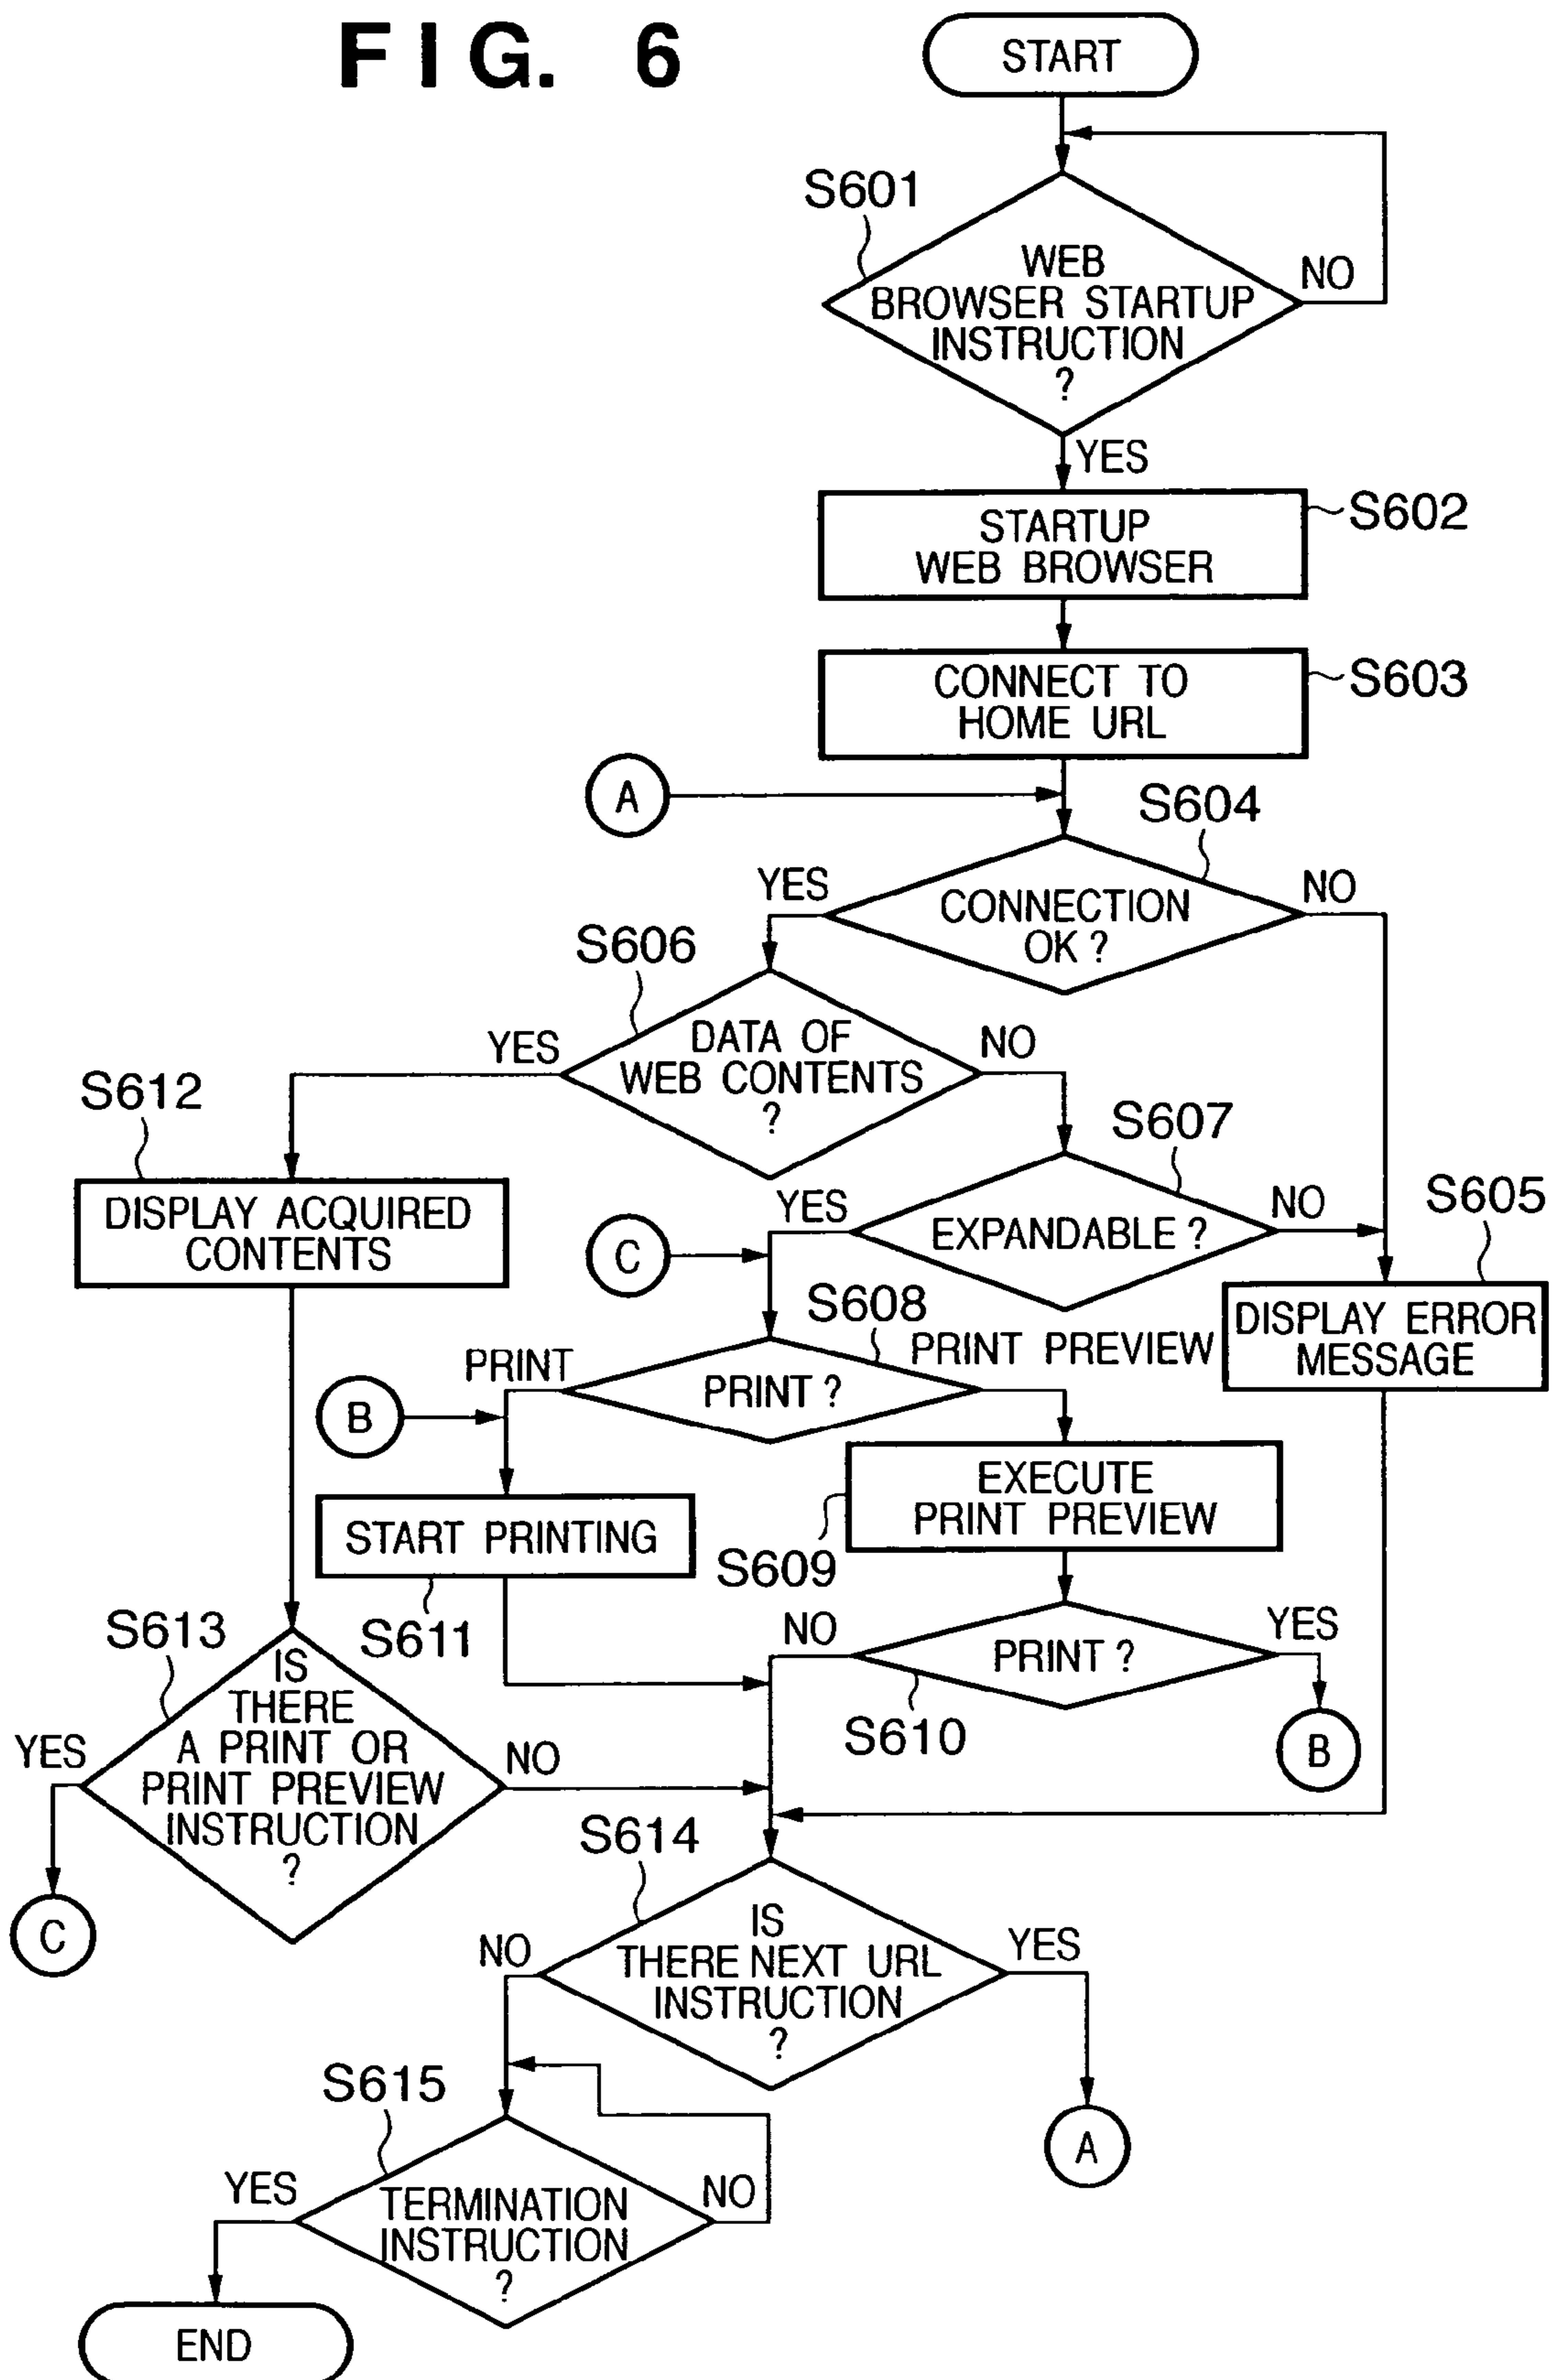 FIG. 6
START
S601
WEB
BROWSER STARTUP
INSTRUCTION
?
NO
YES
STARTUP
WEB BROWSER
S602
CONNECT TO
HOME URL
S603
A
S604
YES
CONNECTION
OK ?
NO
S606
YES
DATA OF
WEB CONTENTS
?
NO
S612
DISPLAY ACQUIRED
CONTENTS
S607
YES
EXPANDABLE ?
NO
C
S605
DISPLAY ERROR
MESSAGE
S608
PRINT
PRINT ?
PRINT PREVIEW
B
START PRINTING
S611
EXECUTE
PRINT PREVIEW
S609
NO
PRINT ?
YES
S610
B
S613
YES
IS
THERE
A PRINT OR
PRINT PREVIEW
INSTRUCTION
?
NO
C
S614
NO
IS
THERE NEXT URL
INSTRUCTION
?
YES
A
S615
YES
TERMINATION
INSTRUCTION
?
NO
END